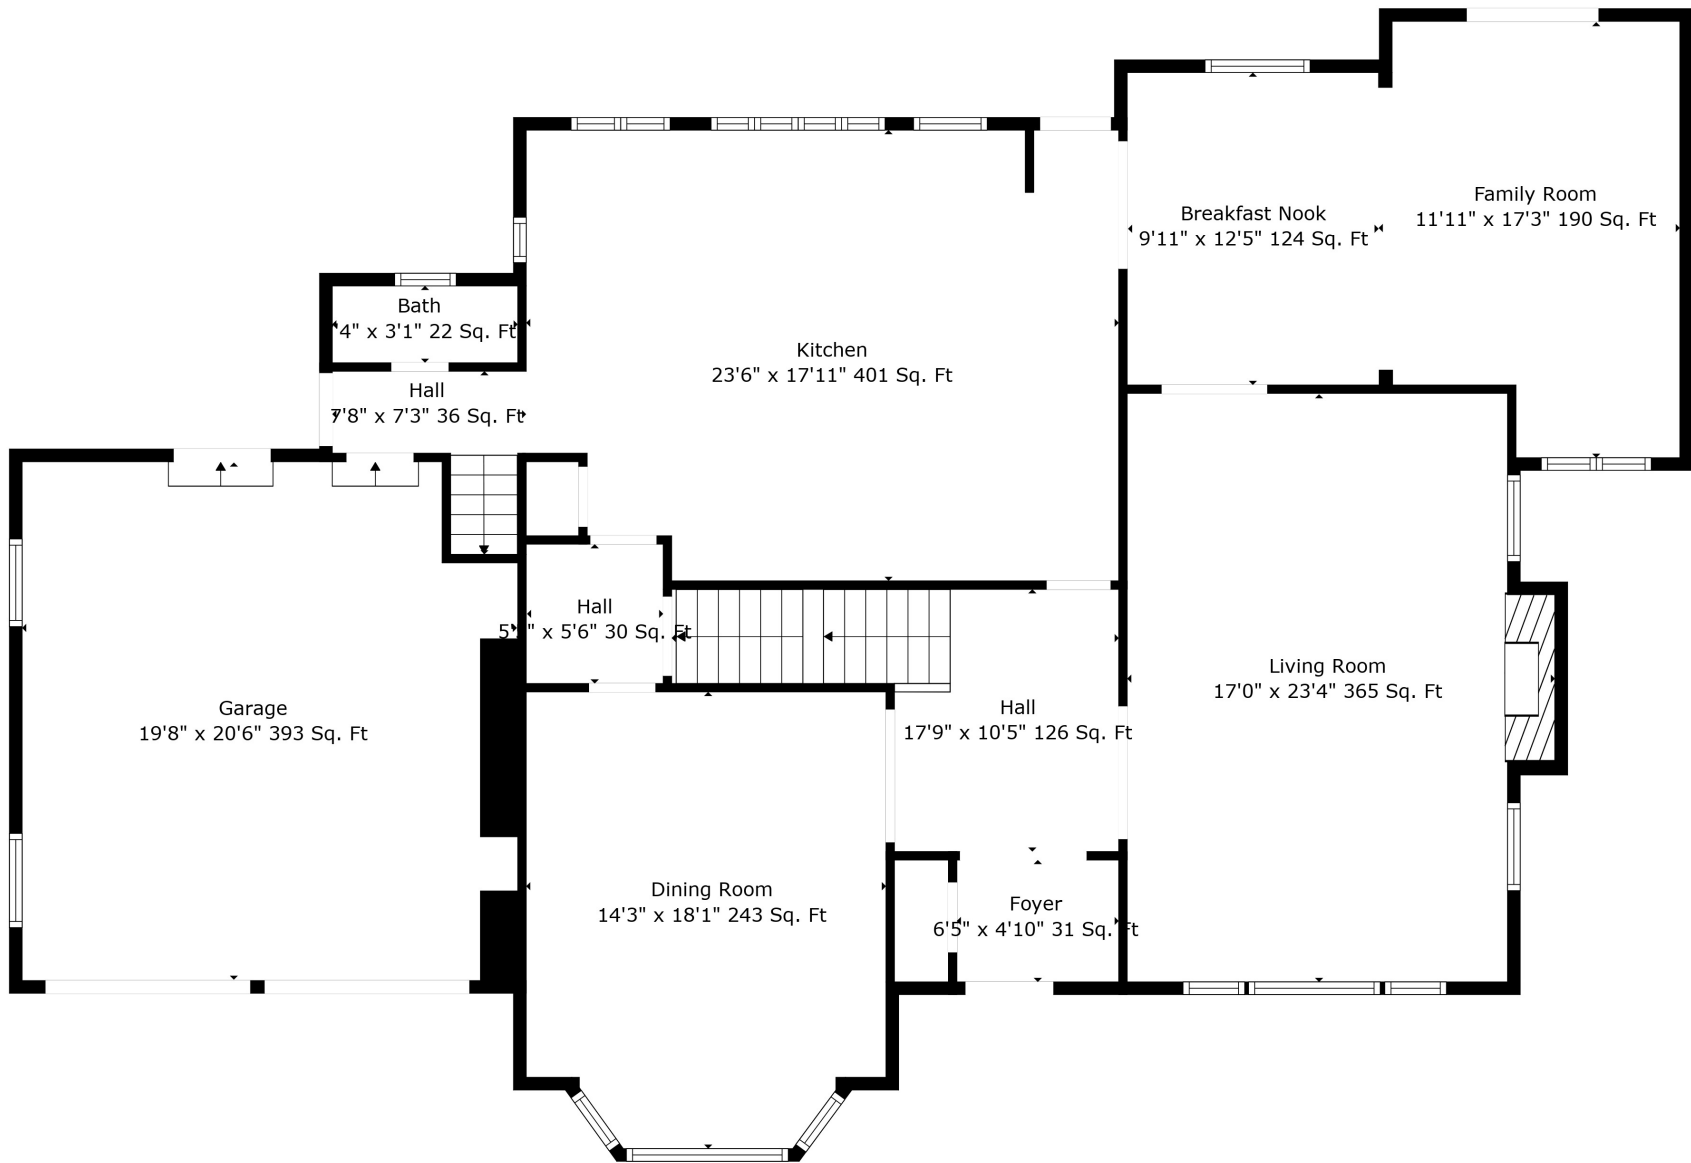 Family Room
11'11" x 17'3" 190 Sq. Ft
Breakfast Nook
9'11" x 12'5" 124 Sq. Ft
Bath
4" x 3'1" 22 Sq. Ft
Kitchen
23'6" x 17'11" 401 Sq. Ft
Hall
7'8" x 7'3" 36 Sq. Ft
Hall
x 5'6" 30 Sq. Ft
Living Room
17'0" x 23'4" 365 Sq. Ft
Garage
19'8" x 20'6" 393 Sq. Ft
Hall
17'9" x 10'5" 126 Sq. Ft
Dining Room
14'3" x 18'1" 243 Sq. Ft
Foyer
6'5" x 4'10" 31 Sq. Ft